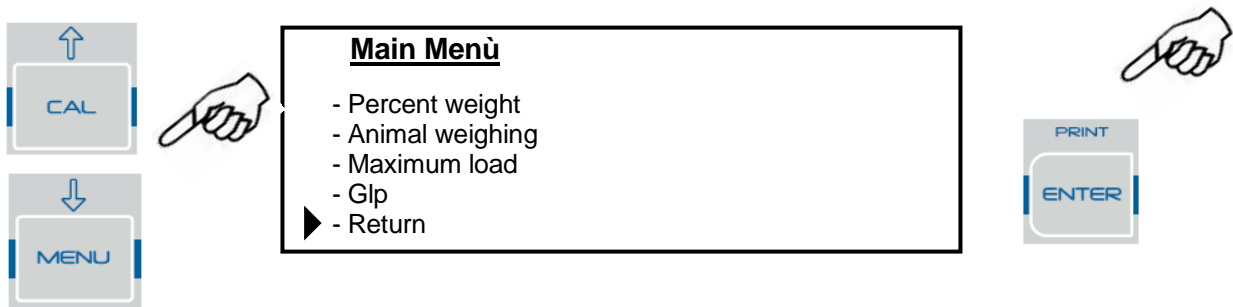 CAL
MENU
Main Menù
- Percent weight
- Animal weighing
- Maximum load
- Glp
- Return
PRINT
ENTER